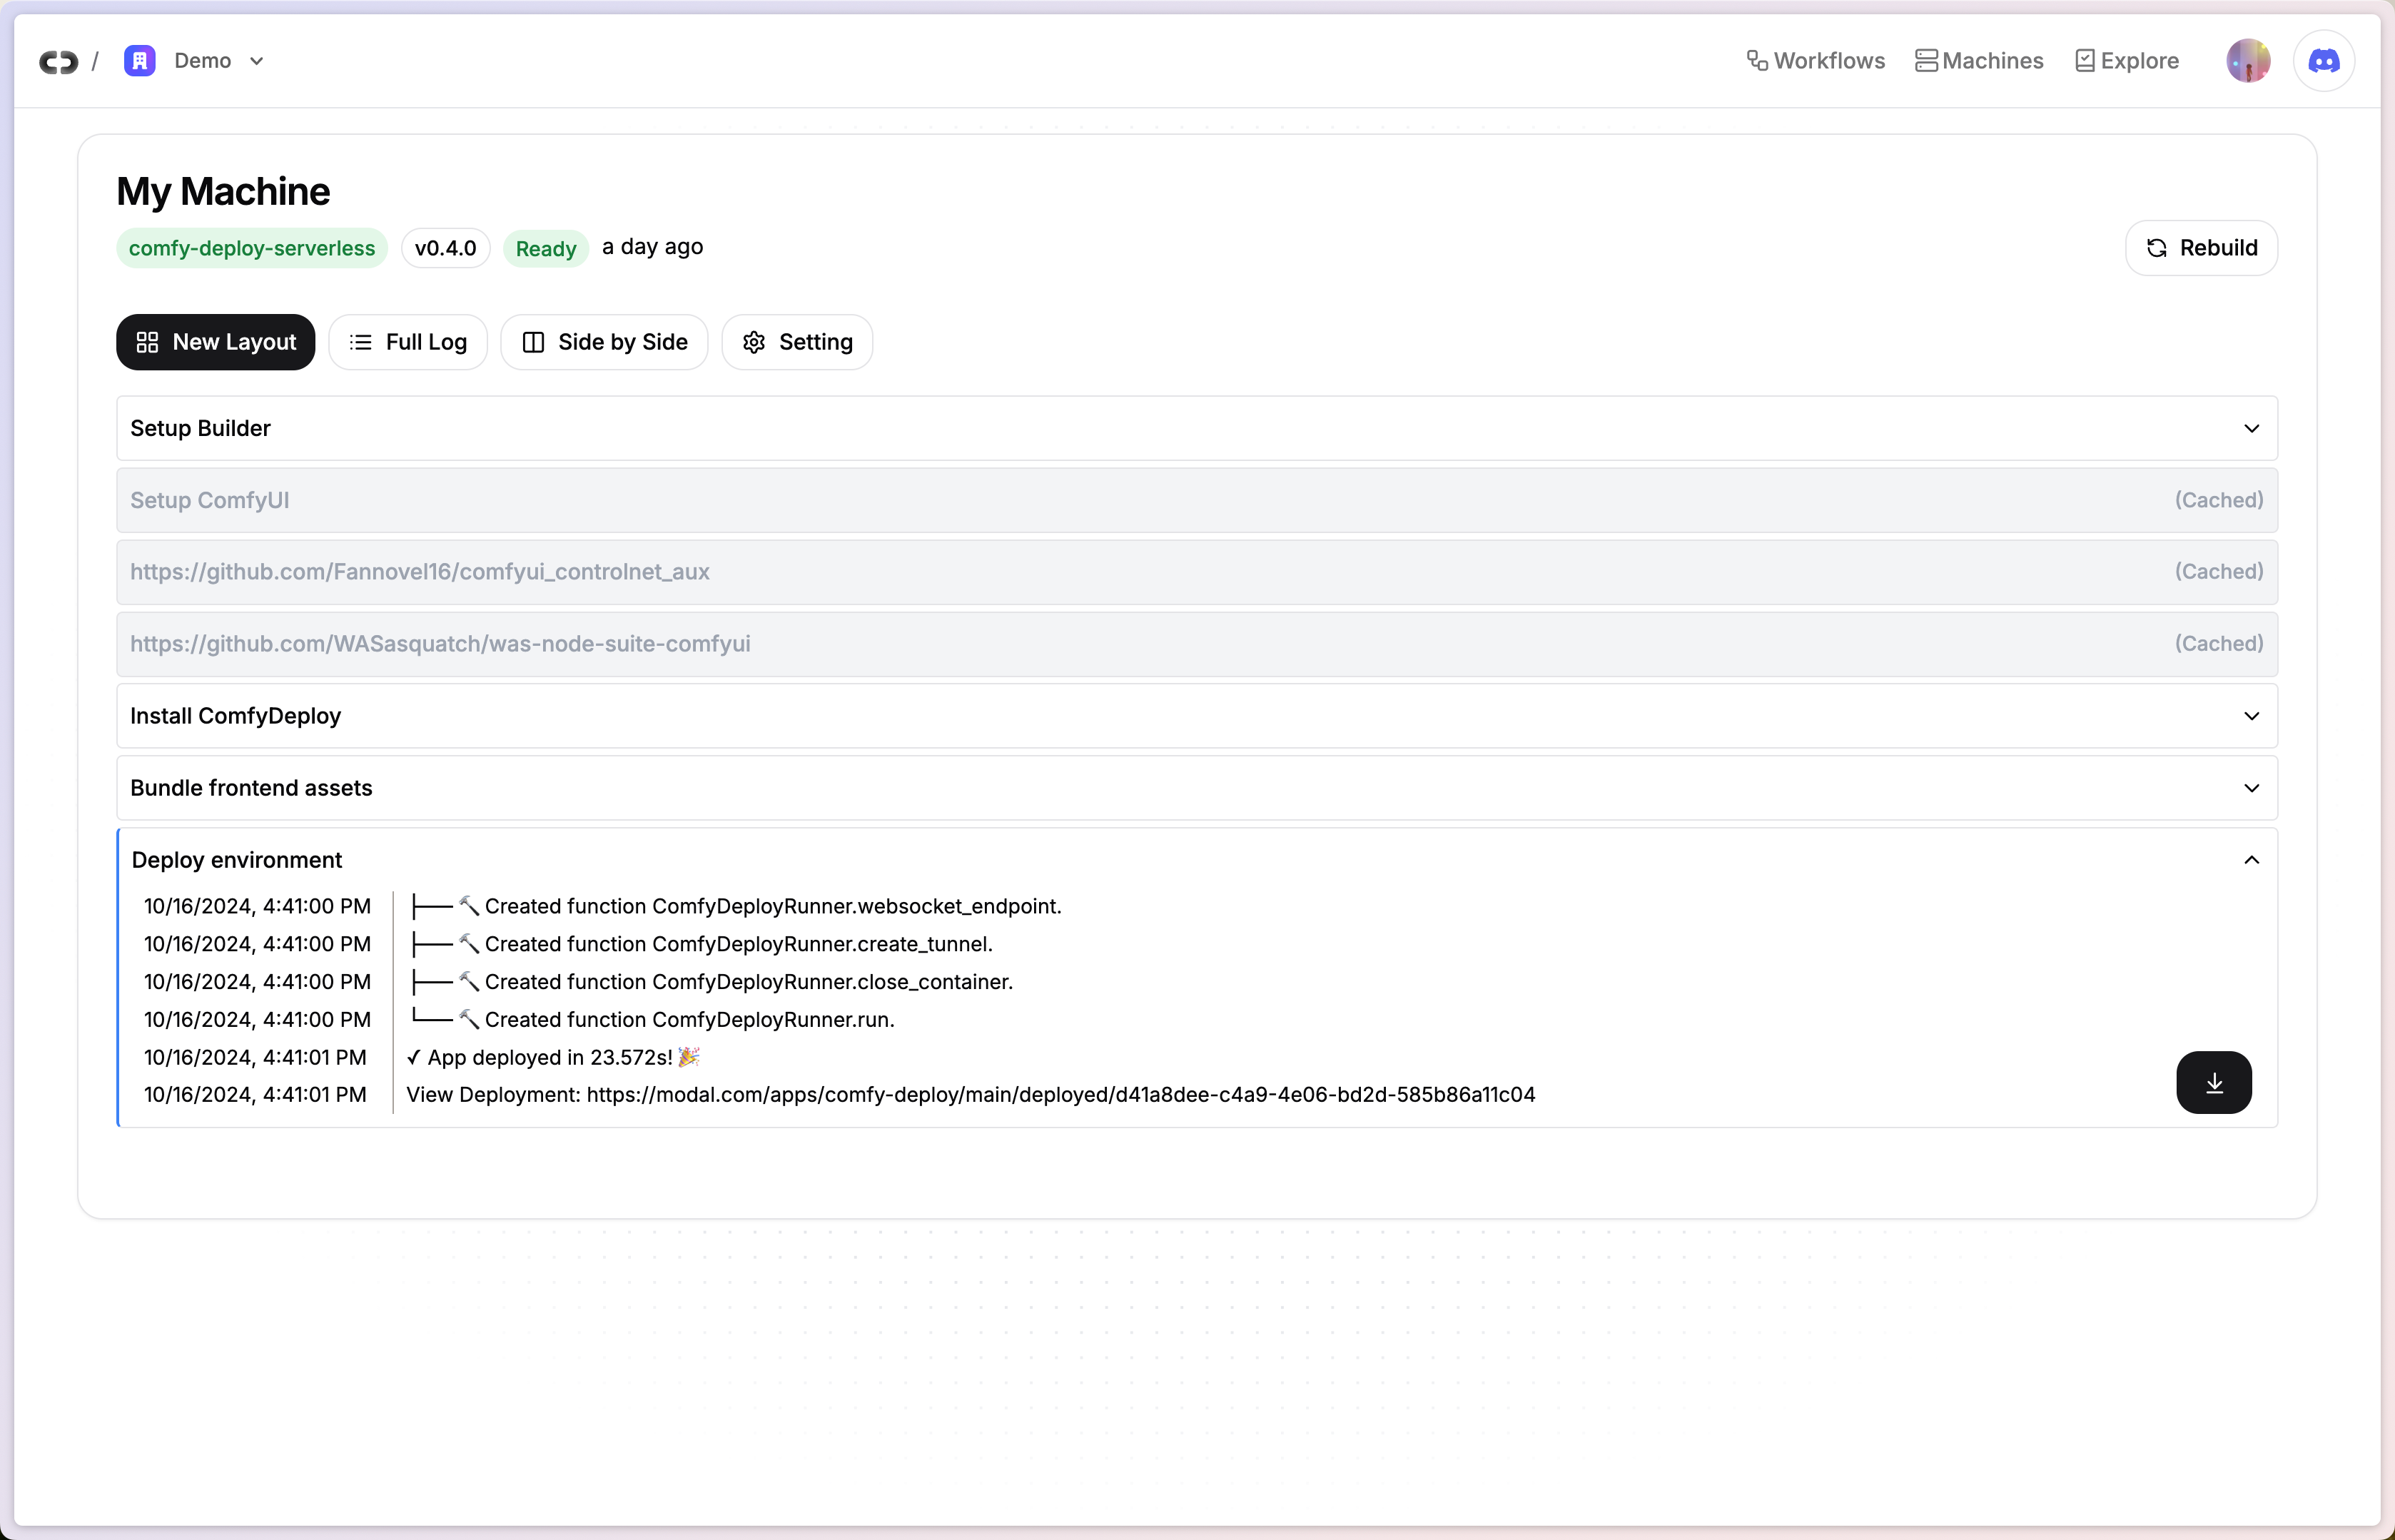 / Demo
Workflows Machines Explore
My Machine
comfy-deploy-serverless v0.4.0 Ready a day ago
Rebuild
New Layout Full Log Side by Side Setting
Setup Builder
Setup ComfyUI (Cached)
https://github.com/Fannovel16/comfyui_controlnet_aux (Cached)
https://github.com/WASasquatch/was-node-suite-comfyui (Cached)
Install ComfyDeploy
Bundle frontend assets
Deploy environment
10/16/2024, 4:41:00 PM ├── 🔨 Created function ComfyDeployRunner.websocket_endpoint.
10/16/2024, 4:41:00 PM ├── 🔨 Created function ComfyDeployRunner.create_tunnel.
10/16/2024, 4:41:00 PM ├── 🔨 Created function ComfyDeployRunner.close_container.
10/16/2024, 4:41:00 PM └── 🔨 Created function ComfyDeployRunner.run.
10/16/2024, 4:41:01 PM ✓ App deployed in 23.572s! 🎉
10/16/2024, 4:41:01 PM View Deployment: https://modal.com/apps/comfy-deploy/main/deployed/d41a8dee-c4a9-4e06-bd2d-585b86a11c04